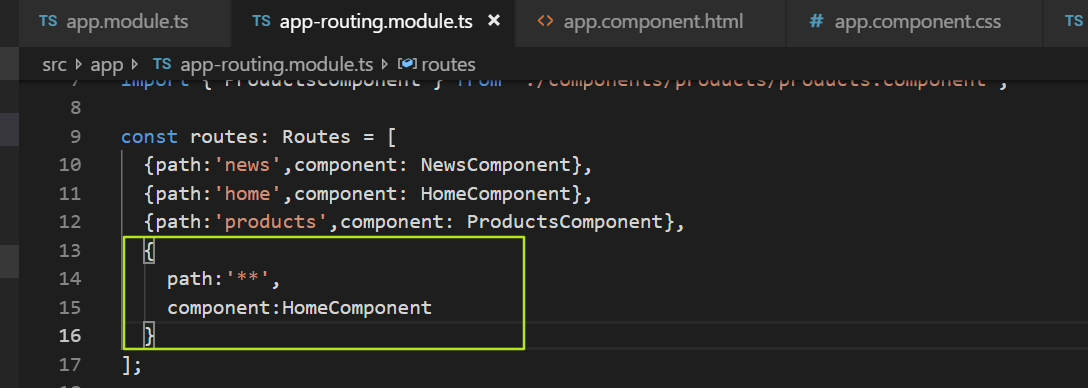 TS app.module.ts TS app-routing.module.ts × <> app.component.html # app.component.css TS
src > app > TS app-routing.module.ts > routes
7 import { ProductsComponent } from './components/products/products.component';
8
9 const routes: Routes = [
10 {path:'news',component: NewsComponent},
11 {path:'home',component: HomeComponent},
12 {path:'products',component: ProductsComponent},
13 {
14 path:'**',
15 component:HomeComponent
16 }
17 ];